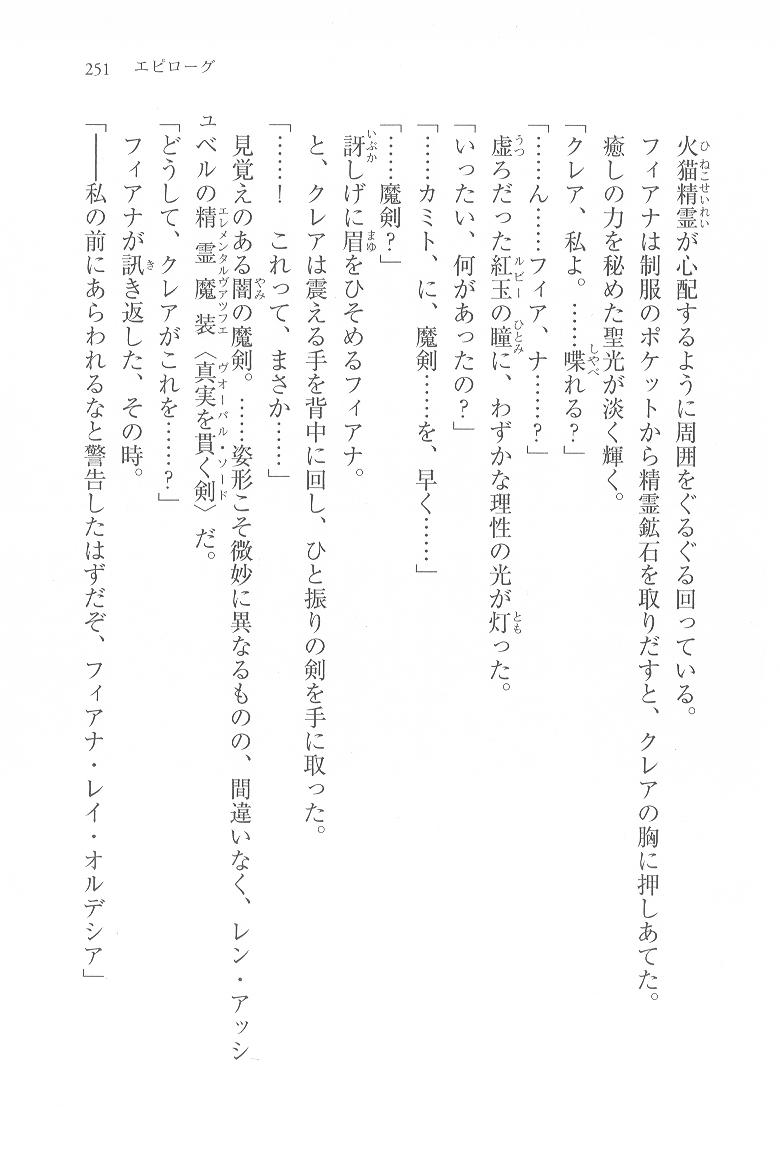 251　エピローグ
火猫精霊が心配するように周囲をぐるぐる回っている。
フィアナは制服のポケットから精霊鉱石を取りだすと、クレアの胸に押しあてた。
癒しの力を秘めた聖光が淡く輝く。
「クレア、私よ。……喋れる？」
「……ん……フィア、ナ……？」
虚ろだった紅玉の瞳に、わずかな理性の光が灯った。
「いったい、何があったの？」
「……カミト、に、魔剣……を、早く……」
「……魔剣？」
訝しげに眉をひそめるフィアナ。
と、クレアは震える手を背中に回し、ひと振りの剣を手に取った。
「……！　これって、まさか……」
見覚えのある闇の魔剣。……姿形こそ微妙に異なるものの、間違いなく、レン・アッシ
ュベルの精霊魔装〈真実を貫く剣〉だ。
「どうして、クレアがこれを……？」
フィアナが訊き返した、その時。
「――私の前にあらわれるなと警告したはずだぞ、フィアナ・レイ・オルデシア」